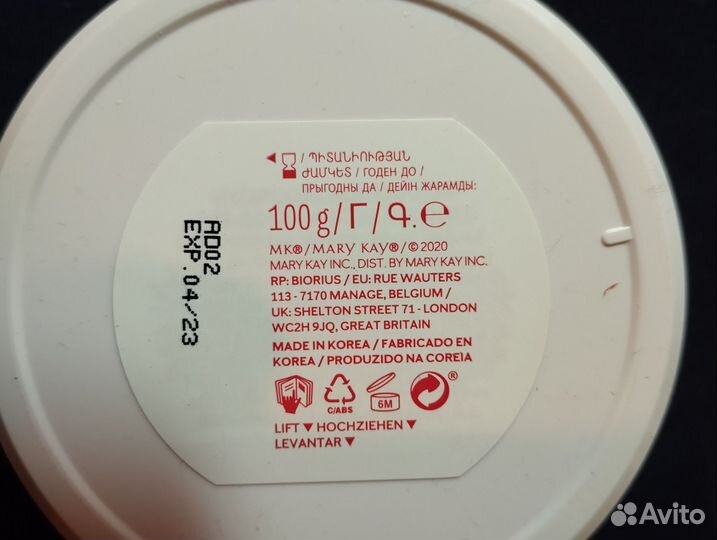 / ՊԻՏԱՆԻՈՒԹՅԱՆ
ԺԱՄԿԵՏ / ГОДЕН ДО /
ПРЫГОДНЫ ДА / ДЕЙІН ЖАРАМДЫ:
100 g / Г / Գ. ℮
MK® / MARY KAY® / © 2020
MARY KAY INC., DIST. BY MARY KAY INC.
RP: BIORIUS / EU: RUE WAUTERS
113 - 7170 MANAGE, BELGIUM /
UK: SHELTON STREET 71 - LONDON
WC2H 9JQ, GREAT BRITAIN
MADE IN KOREA / FABRICADO EN
KOREA / PRODUZIDO NA COREIA
C/ABS
6M
®
LIFT ▼ HOCHZIEHEN ▼
LEVANTAR ▼
AD02
EXP.04/23
Avito